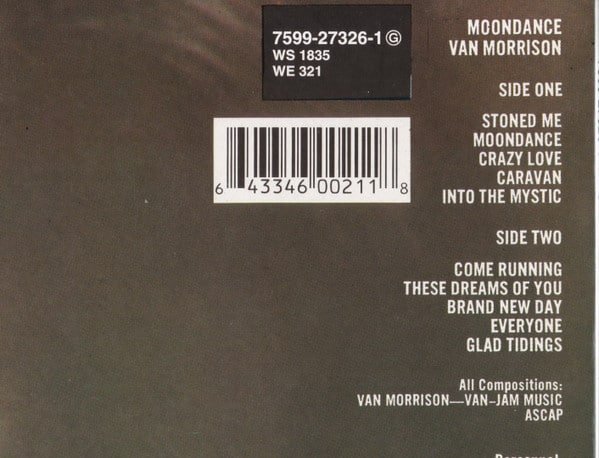 7599-27326-1 Ⓖ
WS 1835
WE 321
6 43346 00211 8
MOONDANCE
VAN MORRISON
SIDE ONE
STONED ME
MOONDANCE
CRAZY LOVE
CARAVAN
INTO THE MYSTIC
SIDE TWO
COME RUNNING
THESE DREAMS OF YOU
BRAND NEW DAY
EVERYONE
GLAD TIDINGS
All Compositions:
VAN MORRISON—VAN-JAM MUSIC
ASCAP